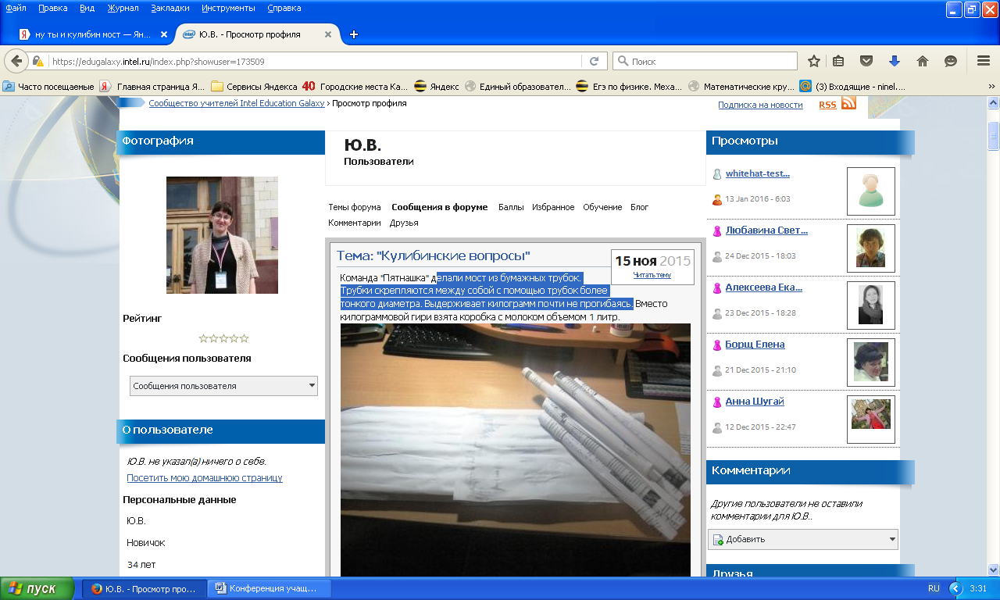 Файл Правка Вид Журнал Закладки Инструменты Справка
Я ну ты и кулибин мост — Ян...
intel Ю.В. - Просмотр профиля
https://edugalaxy.intel.ru/index.php?showuser=173509
Поиск
Часто посещаемые
Я Главная страница Я...
Сервисы Яндекса
40 Городские места Ка...
Яндекс
Единый образовател...
Егэ по физике. Меха...
Математические кру...
(3) Входящие - ninel....
»
Сообщество учителей Intel Education Galaxy › Просмотр профиля
Подписка на новости
RSS
Фотография
Рейтинг
Сообщения пользователя
Сообщения пользователя
О пользователе
Ю.В. не указал(а) ничего о себе.
Посетить мою домашнюю страницу
Персональные данные
Ю.В.
Новичок
34 лет
Ю.В.
Пользователи
Темы форума Сообщения в форуме Баллы Избранное Обучение Блог
Комментарии Друзья
Тема: "Кулибинские вопросы"
15 ноя 2015
Читать тему
Команда "Пятнашка" делали мост из бумажных трубок.
Трубки скрепляются между собой с помощью трубок более
тонкого диаметра. Выдерживает килограмм почти не прогибаясь. Вместо
килограммовой гири взята коробка с молоком объемом 1 литр.
Просмотры
whitehat-test...
13 Jan 2016 - 6:03
Любавина Свет...
24 Dec 2015 - 18:03
Алексеева Ека...
23 Dec 2015 - 18:28
Борщ Елена
21 Dec 2015 - 21:10
Анна Шугай
12 Dec 2015 - 22:47
Комментарии
Другие пользователи не оставили
комментарии для Ю.В..
Добавить
Друзья
пуск
Ю.В. - Просмотр про...
Конференция учащ...
RU
3:31